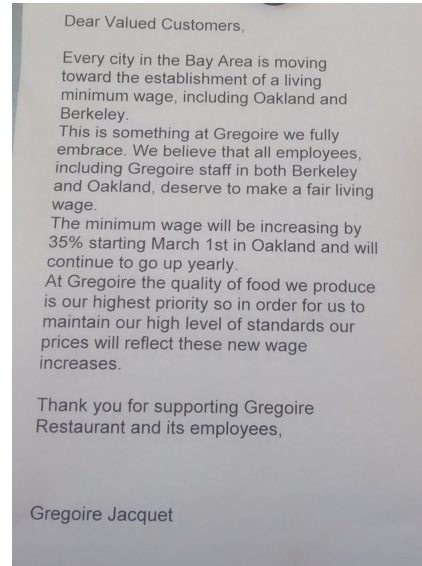 Dear Valued Customers,
Every city in the Bay Area is moving
toward the establishment of a living
minimum wage, including Oakland and
Berkeley.
This is something at Gregoire we fully
embrace. We believe that all employees,
including Gregoire staff in both Berkeley
and Oakland, deserve to make a fair living
wage.
The minimum wage will be increasing by
35% starting March 1st in Oakland and will
continue to go up yearly.
At Gregoire the quality of food we produce
is our highest priority so in order for us to
maintain our high level of standards our
prices will reflect these new wage
increases.
Thank you for supporting Gregoire
Restaurant and its employees,
Gregoire Jacquet